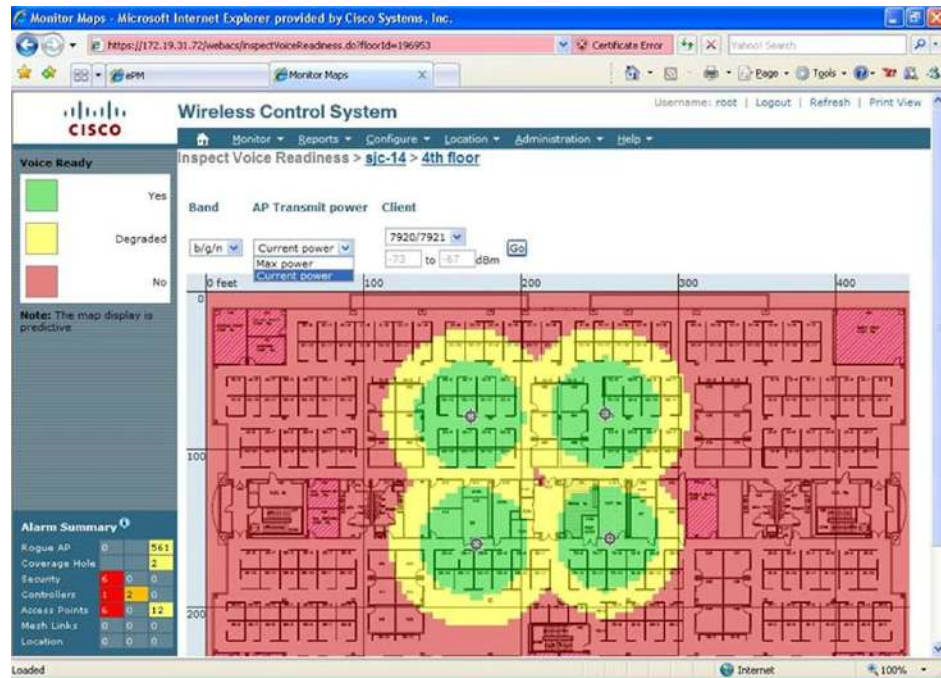 Monitor Maps - Microsoft Internet Explorer provided by Cisco Systems, Inc.
https://172.19.31.72/webacs/inspectVoiceReadiness.do?floorId=196953
Certificate Error
Yahoo! Search
ePM
Monitor Maps
Page
Tools
CISCO
Wireless Control System
Username: root | Logout | Refresh | Print View
Monitor
Reports
Configure
Location
Administration
Help
Voice Ready
Yes
Degraded
No
Note: The map display is
predictive
Inspect Voice Readiness > sjc-14 > 4th floor
Band
AP Transmit power
Client
b/g/n
Current power
Max power
Current power
7920/7921
-73 to -67 dBm
Go
0 feet
100
200
300
400
0
100
200
Alarm Summary
Rogue AP 0 561
Coverage Hole 2
Security 6 0 0
Controllers 1 2 0
Access Points 6 0 12
Mesh Links 0 0 0
Location 0 0 0
Loaded
Internet
100%